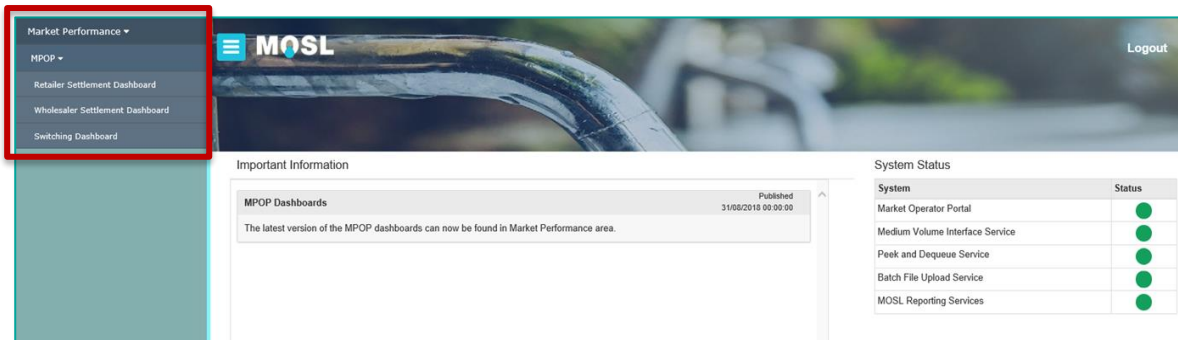 Market Performance
MPOP
Retailer Settlement Dashboard
Wholesaler Settlement Dashboard
Switching Dashboard
MOSL
Logout
Important Information
MPOP Dashboards
Published
31/08/2018 00:00:00
The latest version of the MPOP dashboards can now be found in Market Performance area.
System Status
System Status
Market Operator Portal
Medium Volume Interface Service
Peek and Dequeue Service
Batch File Upload Service
MOSL Reporting Services